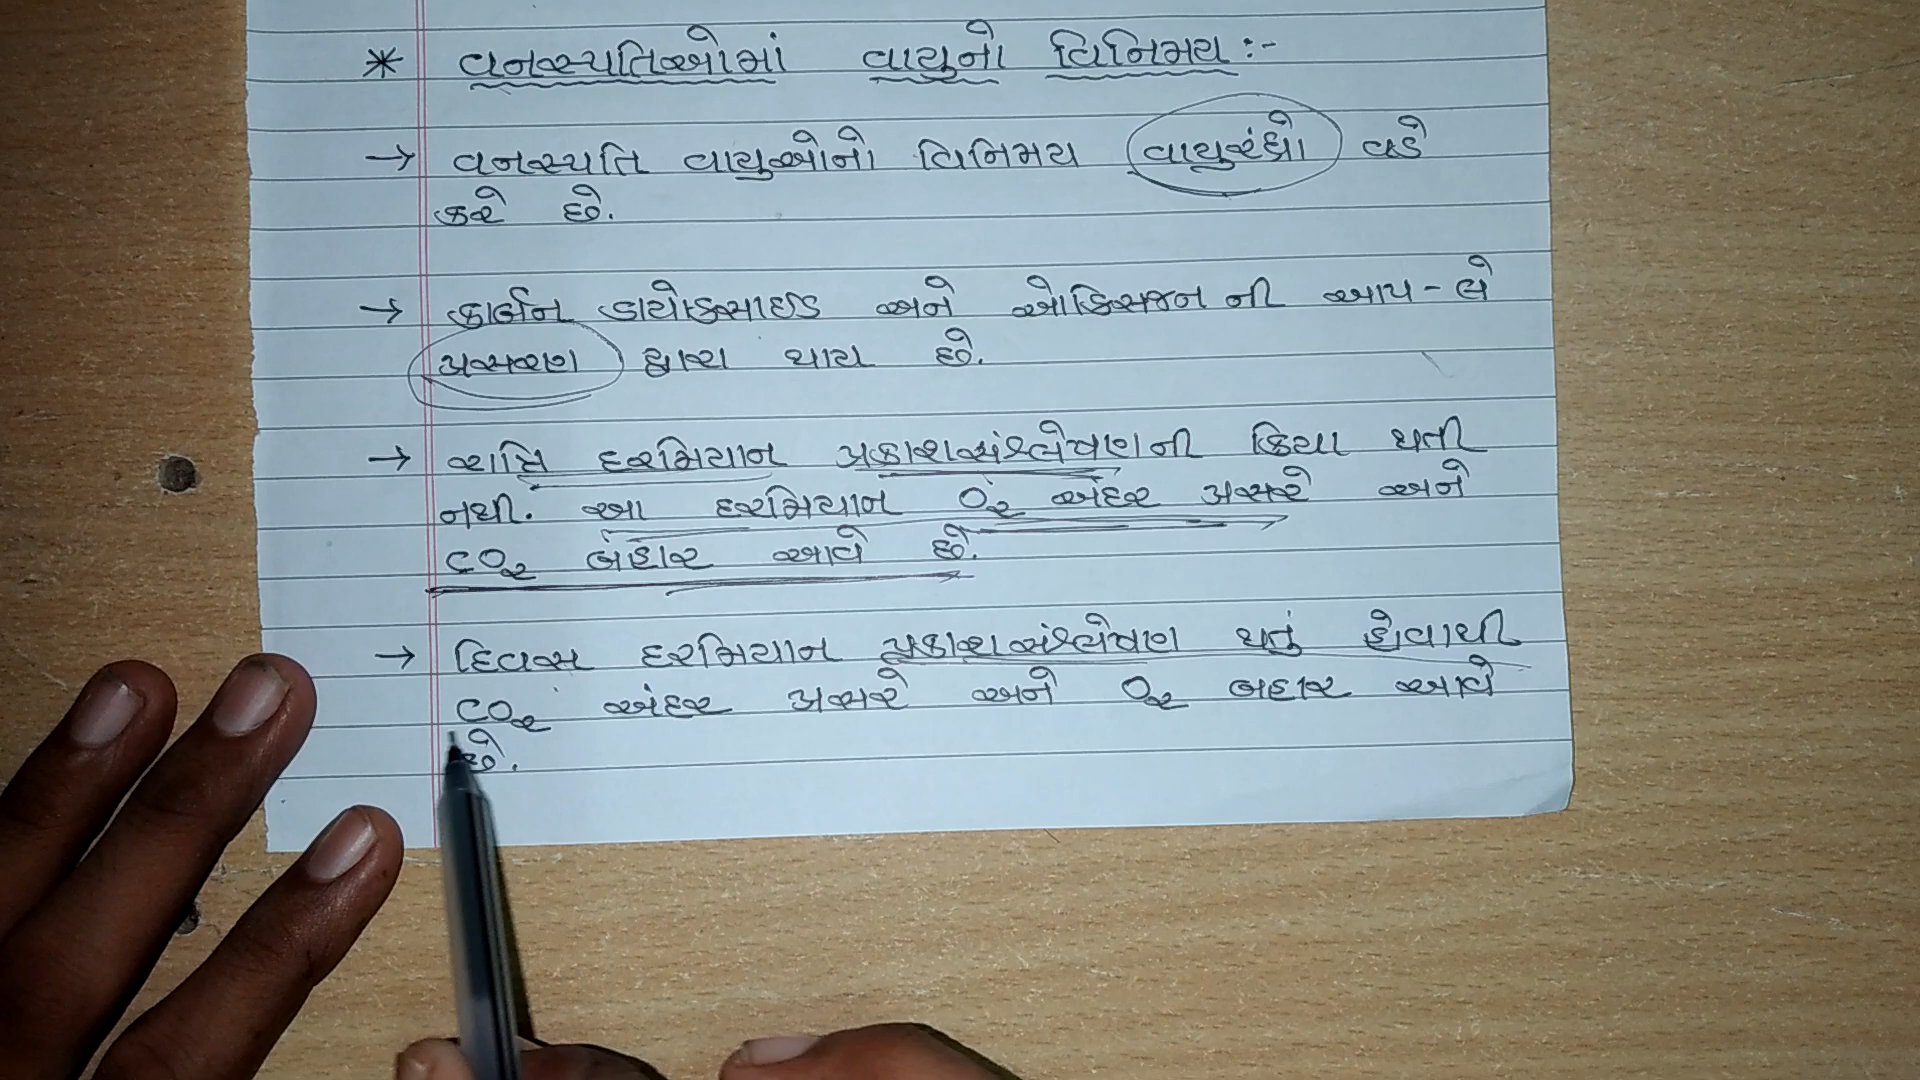 * વનસ્પતિઓમાં વાયુનો વિનિમય :-
→ વનસ્પતિ વાયુઓનો વિનિમય વાયુરંધ્રો વડે
કરે છે.
→ કાર્બન ડાયોક્સાઇડ અને ઓક્સિજન ની આપ - લે
પ્રસરણ દ્વારા થાય છે.
→ રાત્રિ દરમિયાન પ્રકાશસંશ્લેષણની ક્રિયા થતી
નથી. આ દરમિયાન O2 અંદર પ્રસરે અને
CO2 બહાર આવે છે.
→ દિવસ દરમિયાન પ્રકાશસંશ્લેષણ થતું હોવાથી
CO2 અંદર પ્રસરે અને O2 બહાર આવે
છે.